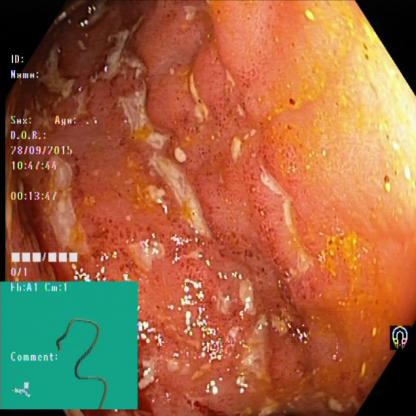 ID:
Name:
Sex: Age:
D.O.B.:
28/09/2015
10:47:44
00:13:47
0/1
Eh:A1 Cm:1
Comment: